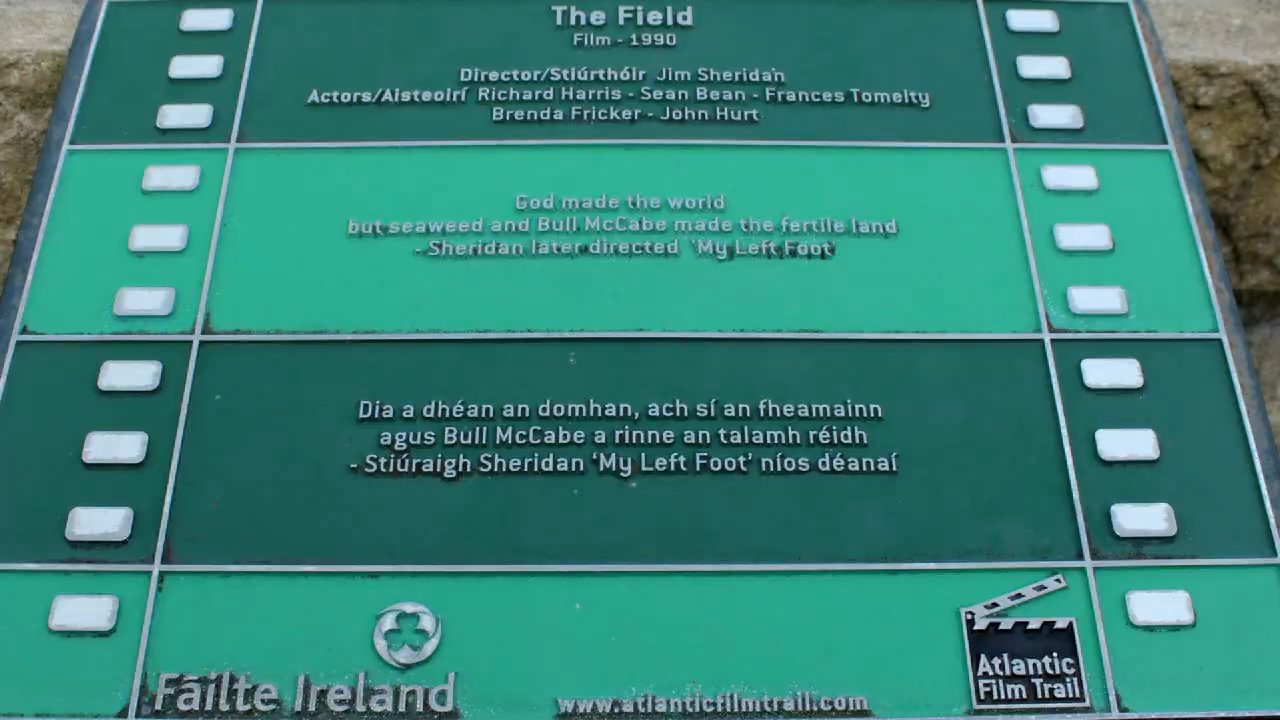 The Field
Film - 1990
Director/Stiúrthóir Jim Sheridan
Actors/Aisteoirí Richard Harris - Sean Bean - Frances Tomelty
Brenda Fricker - John Hurt
God made the world
but seaweed and Bull McCabe made the fertile land
- Sheridan later directed 'My Left Foot'
Dia a dhéan an domhan, ach sí an fheamainn
agus Bull McCabe a rinne an talamh réidh
- Stiúraigh Sheridan ‘My Left Foot’ níos déanaí
Fáilte Ireland
www.atlanticfilmtrail.com
Atlantic
Film Trail